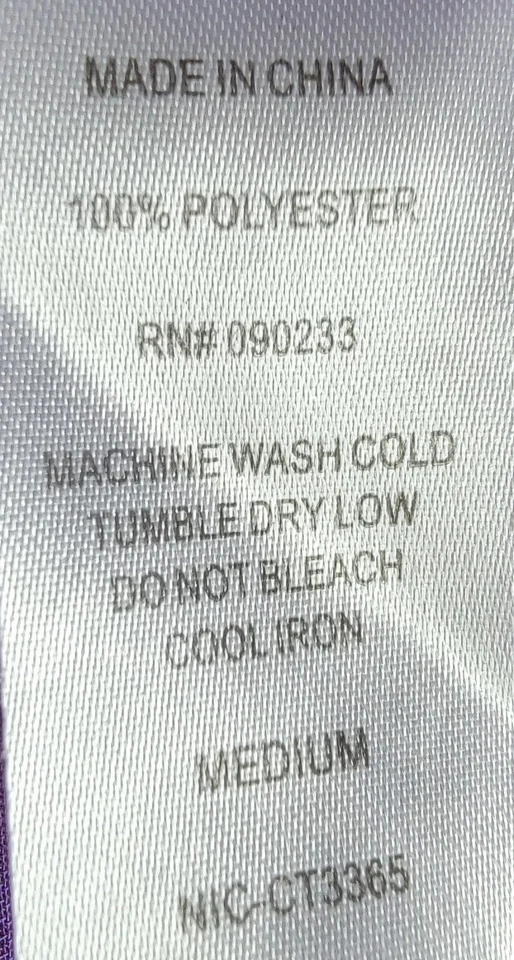 MADE IN CHINA
100% POLYESTER
RN# 090233
MACHINE WASH COLD
TUMBLE DRY LOW
DO NOT BLEACH
COOL IRON
MEDIUM
NIC-CT3365